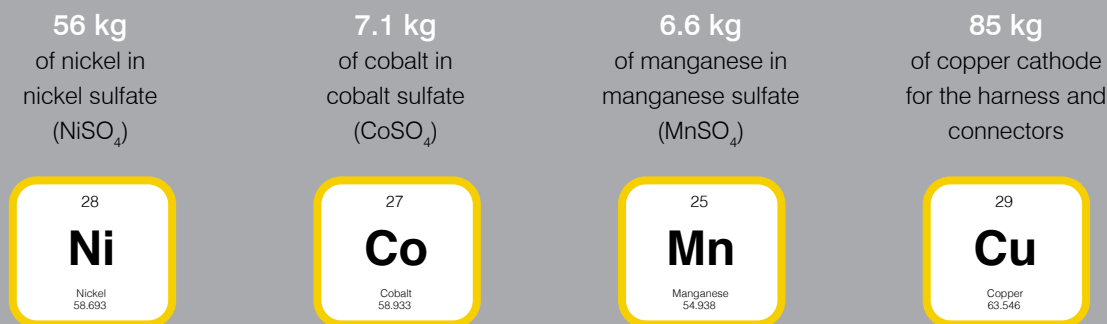 56 kg
of nickel in
nickel sulfate
(NiSO₄)
7.1 kg
of cobalt in
cobalt sulfate
(CoSO₄)
6.6 kg
of manganese in
manganese sulfate
(MnSO₄)
85 kg
of copper cathode
for the harness and
connectors
28
Ni
Nickel
58.693
27
Co
Cobalt
58.933
25
Mn
Manganese
54.938
29
Cu
Copper
63.546